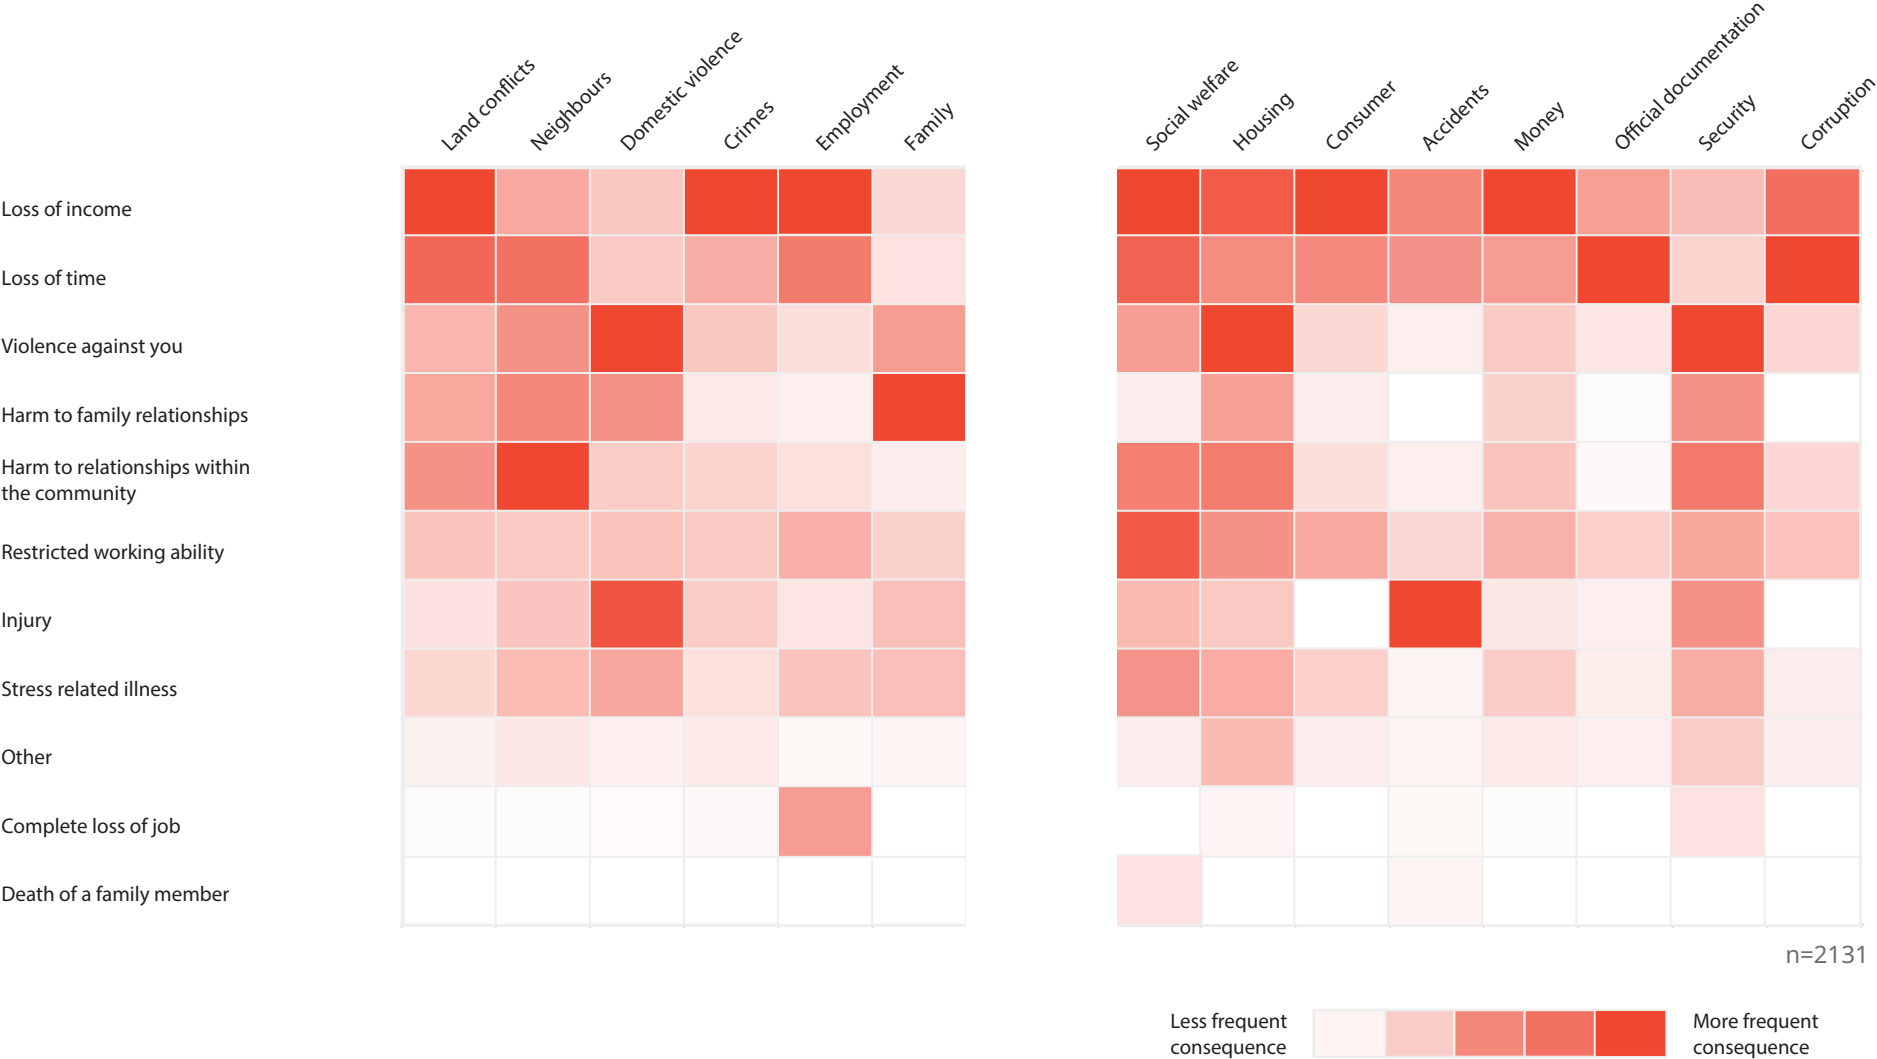 Land conflicts
Neighbours
Domestic violence
Crimes
Employment
Family
Social welfare
Housing
Consumer
Accidents
Money
Official documentation
Security
Corruption
Loss of income
Loss of time
Violence against you
Harm to family relationships
Harm to relationships within
the community
Restricted working ability
Injury
Stress related illness
Other
Complete loss of job
Death of a family member
n=2131
Less frequent
consequence
More frequent
consequence